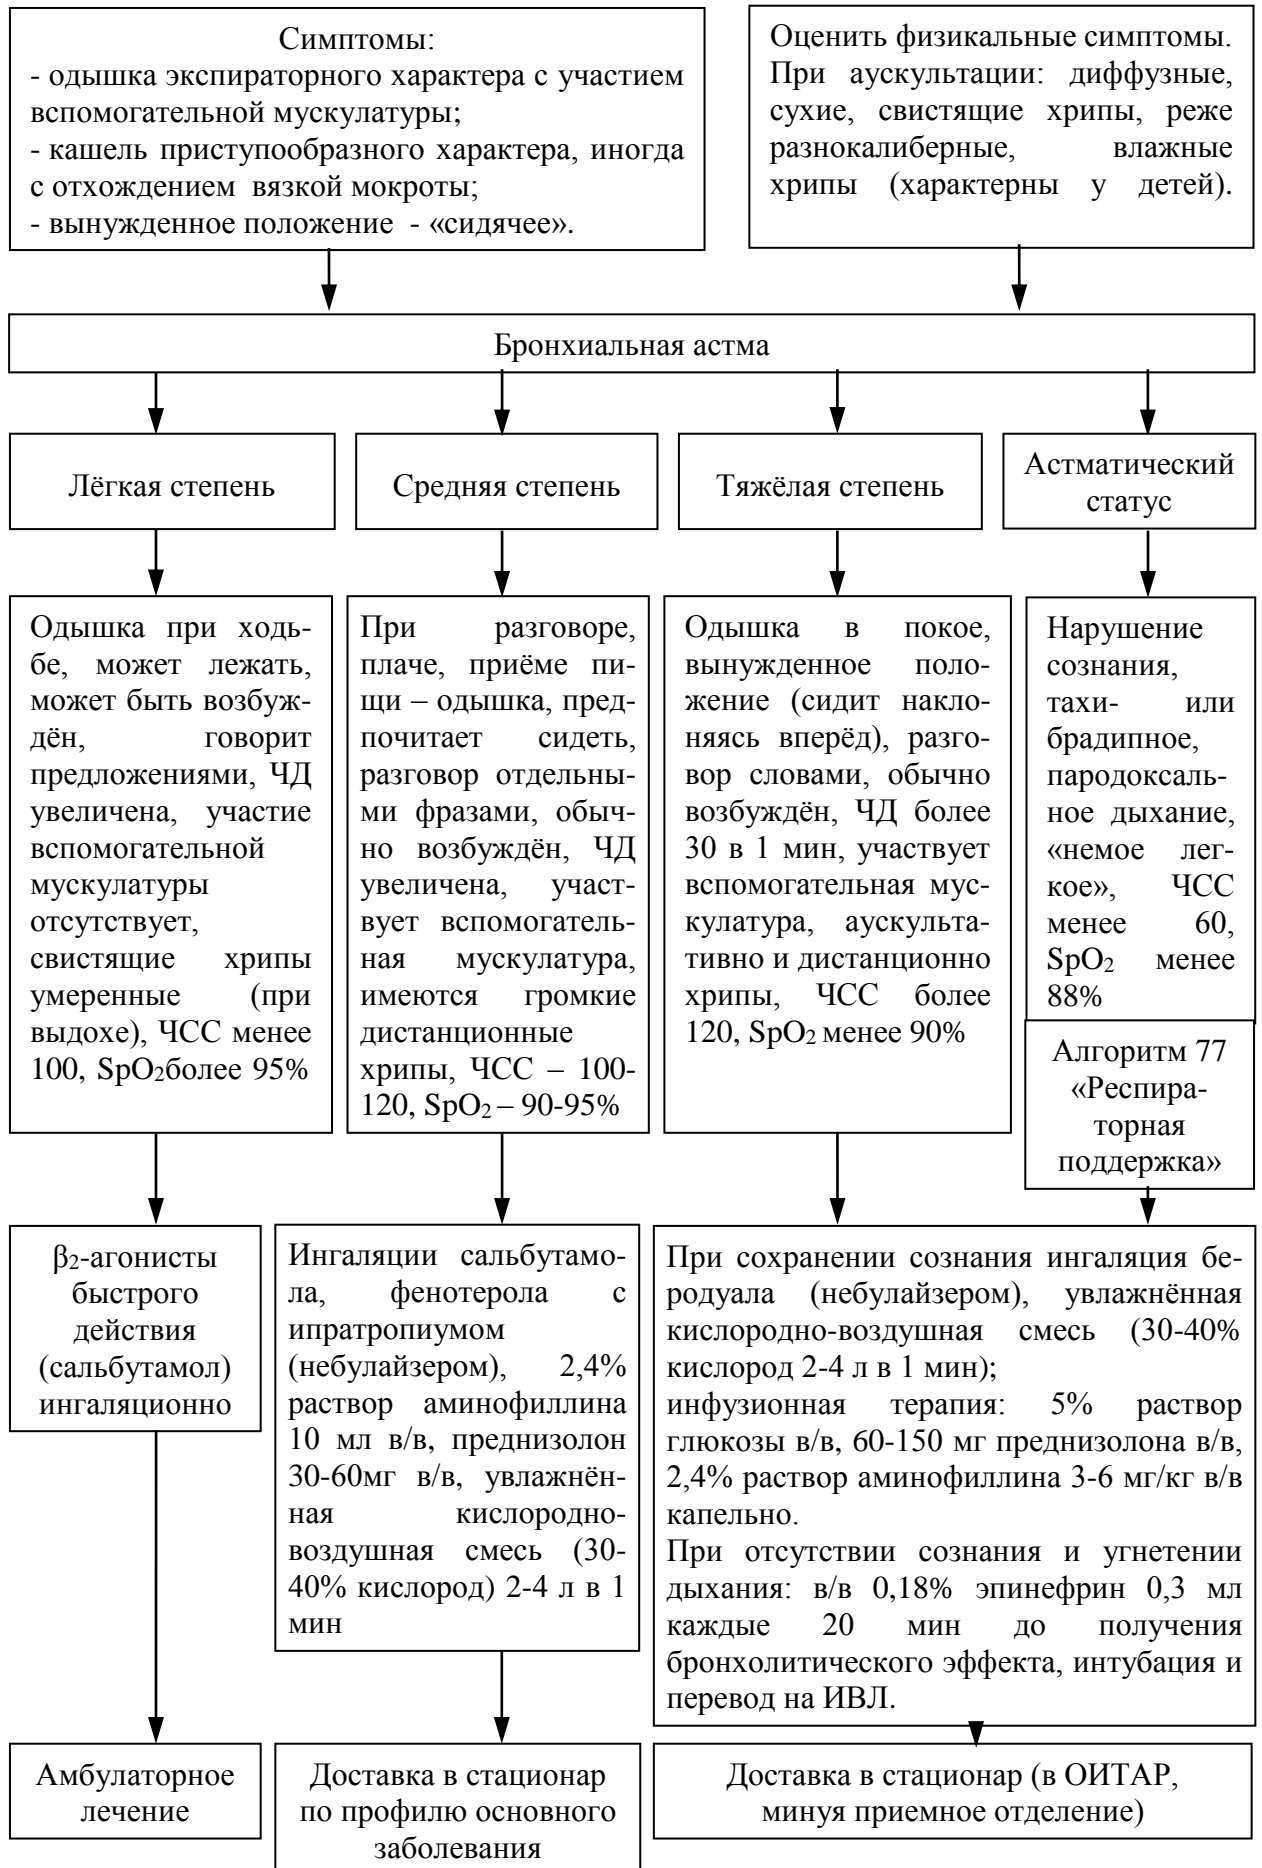 Симптомы:
- одышка экспираторного характера с участием
вспомогательной мускулатуры;
- кашель приступообразного характера, иногда
с отхождением вязкой мокроты;
- вынужденное положение - «сидячее».
Оценить физикальные симптомы.
При аускультации: диффузные,
сухие, свистящие хрипы, реже
разнокалиберные, влажные
хрипы (характерны у детей).
Бронхиальная астма
Лёгкая степень
Средняя степень
Тяжёлая степень
Астматический
статус
Одышка при ходь-
бе, может лежать,
может быть возбуж-
дён, говорит
предложениями, ЧД
увеличена, участие
вспомогательной
мускулатуры
отсутствует,
свистящие хрипы
умеренные (при
выдохе), ЧСС менее
100, SpO2более 95%
При разговоре,
плаче, приёме пи-
щи – одышка, пред-
почитает сидеть,
разговор отдельны-
ми фразами, обыч-
но возбуждён, ЧД
увеличена, участ-
вует вспомогатель-
ная мускулатура,
имеются громкие
дистанционные
хрипы, ЧСС – 100-
120, SpO2 – 90-95%
Одышка в покое,
вынужденное поло-
жение (сидит накло-
няясь вперёд), разго-
вор словами, обычно
возбуждён, ЧД более
30 в 1 мин, участвует
вспомогательная мус-
кулатура, аускульта-
тивно и дистанционно
хрипы, ЧСС более
120, SpO2 менее 90%
Нарушение
сознания,
тахи- или
брадипное,
пародоксаль-
ное дыхание,
«немое лег-
кое», ЧСС
менее 60,
SpO2 менее
88%
Алгоритм 77
«Респира-
торная
поддержка»
β2-агонисты
быстрого
действия
(сальбутамол)
ингаляционно
Ингаляции сальбутамо-
ла, фенотерола с
ипратропиумом
(небулайзером), 2,4%
раствор аминофиллина
10 мл в/в, преднизолон
30-60мг в/в, увлажнён-
ная кислородно-
воздушная смесь (30-
40% кислород) 2-4 л в 1
мин
При сохранении сознания ингаляция бе-
родуала (небулайзером), увлажнённая
кислородно-воздушная смесь (30-40%
кислород 2-4 л в 1 мин);
инфузионная терапия: 5% раствор
глюкозы в/в, 60-150 мг преднизолона в/в,
2,4% раствор аминофиллина 3-6 мг/кг в/в
капельно.
При отсутствии сознания и угнетении
дыхания: в/в 0,18% эпинефрин 0,3 мл
каждые 20 мин до получения
бронхолитического эффекта, интубация и
перевод на ИВЛ.
Амбулаторное
лечение
Доставка в стационар
по профилю основного
заболевания
Доставка в стационар (в ОИТАР,
минуя приемное отделение)